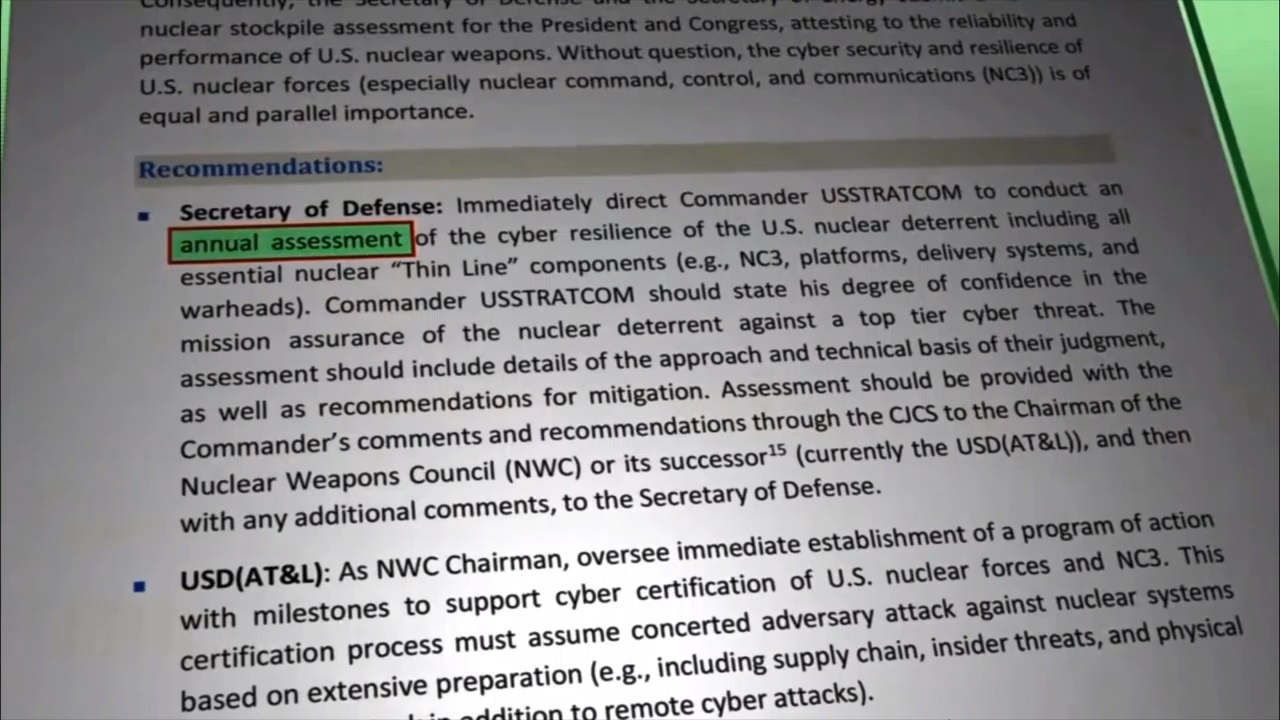 nuclear stockpile assessment for the President and Congress, attesting to the reliability and
performance of U.S. nuclear weapons. Without question, the cyber security and resilience of
U.S. nuclear forces (especially nuclear command, control, and communications (NC3)) is of
equal and parallel importance.
Recommendations:
▪ Secretary of Defense: Immediately direct Commander USSTRATCOM to conduct an
annual assessment of the cyber resilience of the U.S. nuclear deterrent including all
essential nuclear “Thin Line” components (e.g., NC3, platforms, delivery systems, and
warheads). Commander USSTRATCOM should state his degree of confidence in the
mission assurance of the nuclear deterrent against a top tier cyber threat. The
assessment should include details of the approach and technical basis of their judgment,
as well as recommendations for mitigation. Assessment should be provided with the
Commander’s comments and recommendations through the CJCS to the Chairman of the
Nuclear Weapons Council (NWC) or its successor¹⁵ (currently the USD(AT&L)), and then
with any additional comments, to the Secretary of Defense.
▪ USD(AT&L): As NWC Chairman, oversee immediate establishment of a program of action
with milestones to support cyber certification of U.S. nuclear forces and NC3. This
certification process must assume concerted adversary attack against nuclear systems
based on extensive preparation (e.g., including supply chain, insider threats, and physical
in addition to remote cyber attacks).